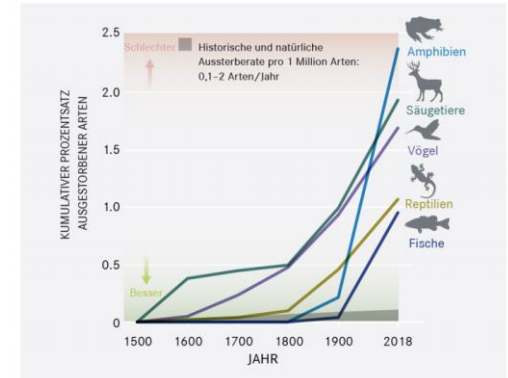 2.5
Schlechter
Historische und natürliche
Aussterberate pro 1 Million Arten:
0,1–2 Arten/Jahr
Amphibien
2.0
Säugetiere
1.5
Vögel
1.0
Reptilien
Fische
0.5
Besser
0
KUMULATIVER PROZENTSATZ
AUSGESTORBENER ARTEN
1500 1600 1700 1800 1900 2018
JAHR